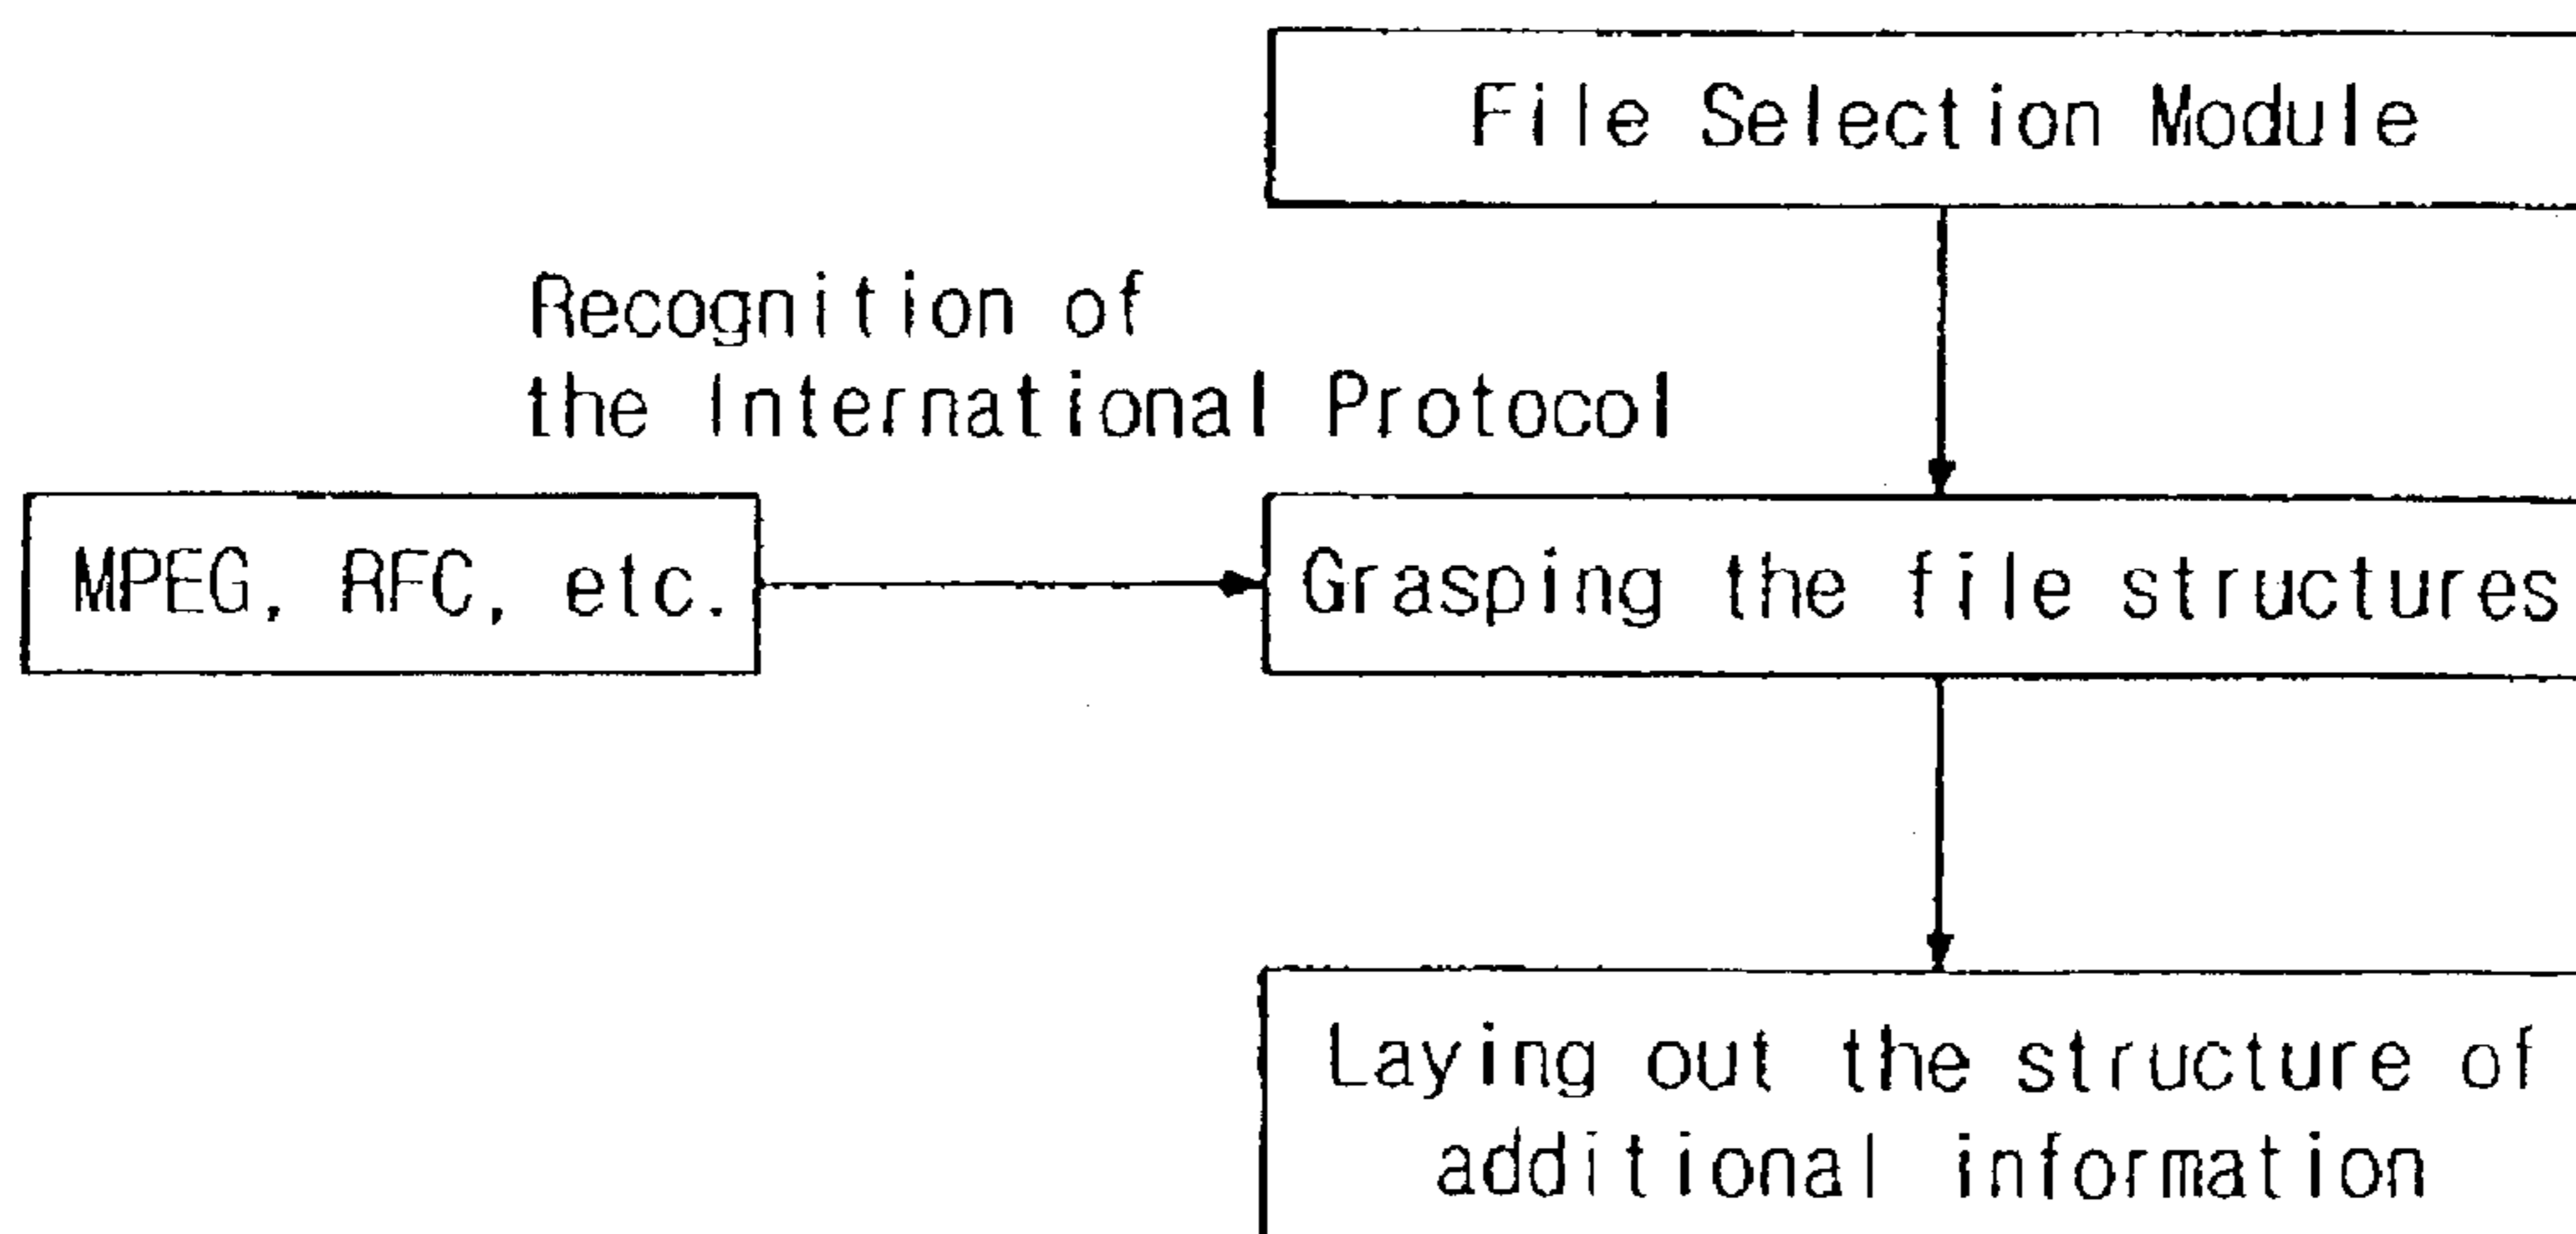 File Selection Module
Recognition of
the International Protocol
MPEG, RFC, etc.
Grasping the file structures
Laying out the structure of
additional information